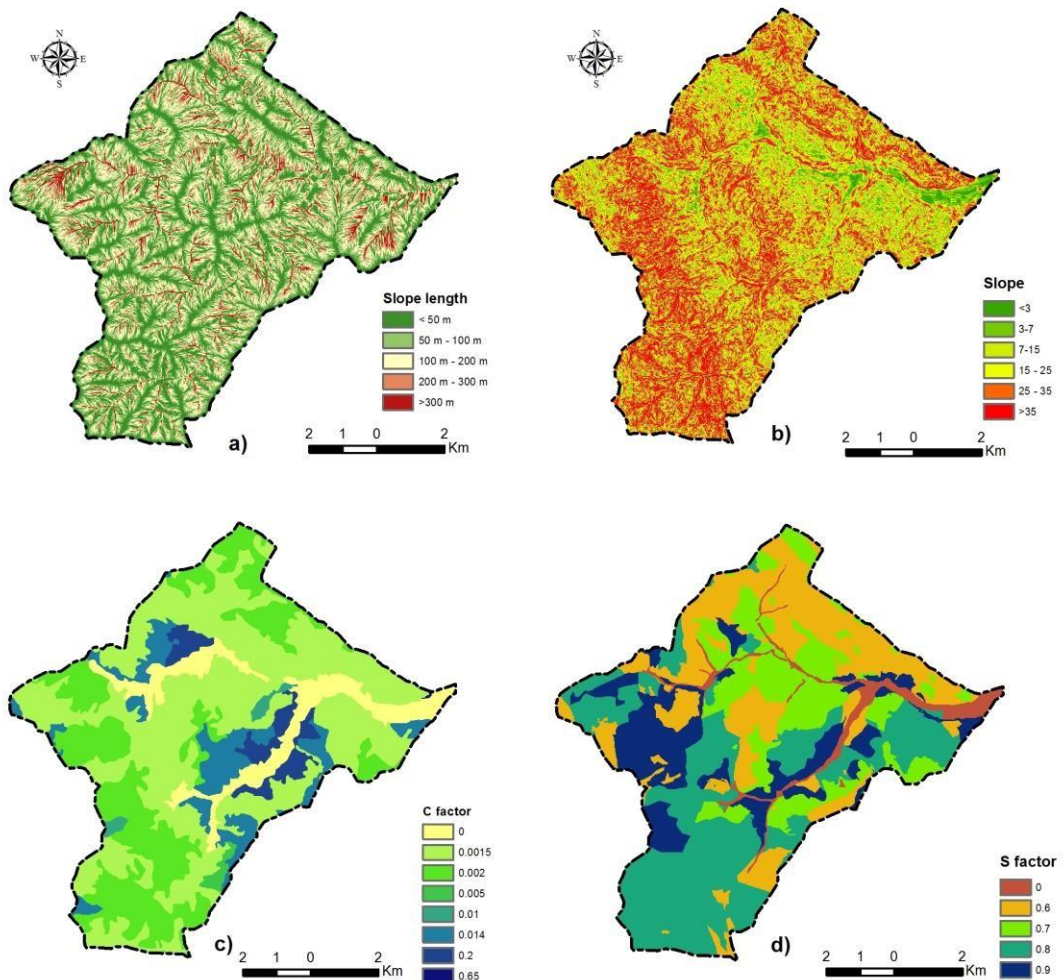 N
W E
S
Slope length
< 50 m
50 m - 100 m
100 m - 200 m
200 m - 300 m
>300 m
a)
2 1 0 2
Km
N
W E
S
Slope
<3
3-7
7-15
15 - 25
25 - 35
>35
b)
2 1 0 2
Km
C factor
0
0.0015
0.002
0.005
0.01
0.014
0.2
0.65
c)
2 1 0 2
Km
S factor
0
0.6
0.7
0.8
0.9
d)
2 1 0 2
Km